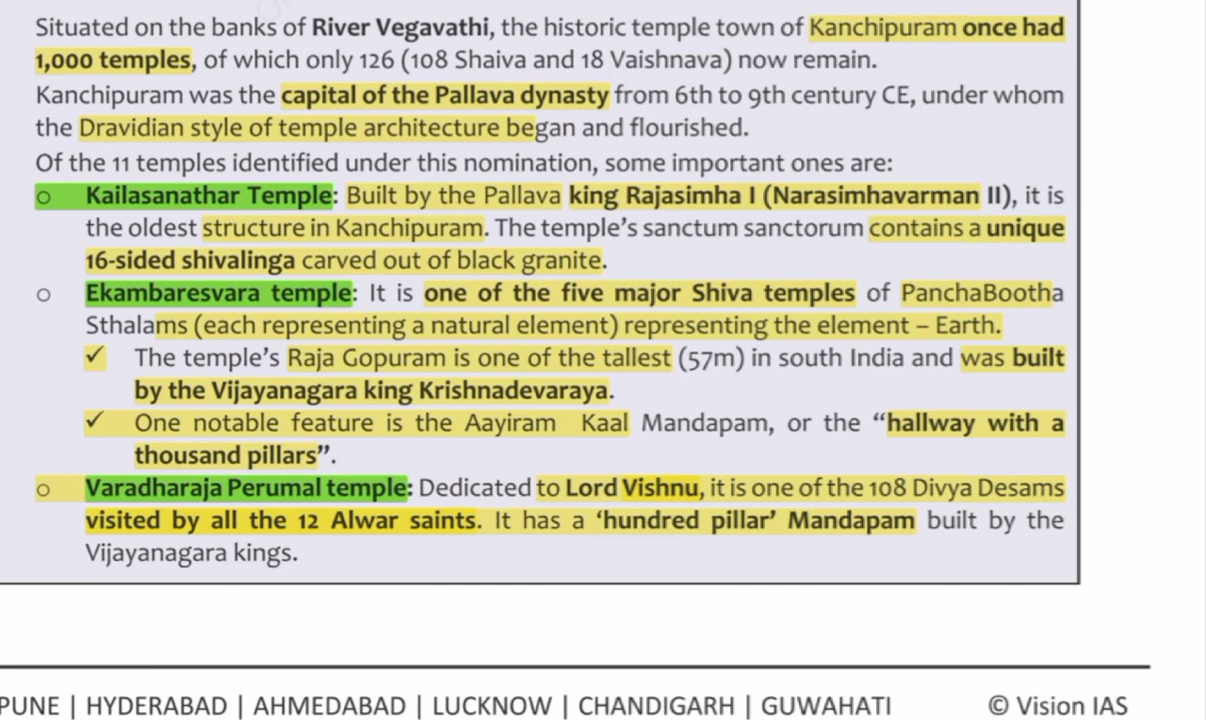 Situated on the banks of River Vegavathi, the historic temple town of Kanchipuram once had
1,000 temples, of which only 126 (108 Shaiva and 18 Vaishnava) now remain.
Kanchipuram was the capital of the Pallava dynasty from 6th to 9th century CE, under whom
the Dravidian style of temple architecture began and flourished.
Of the 11 temples identified under this nomination, some important ones are:
○ Kailasanathar Temple: Built by the Pallava king Rajasimha I (Narasimhavarman II), it is
the oldest structure in Kanchipuram. The temple's sanctum sanctorum contains a unique
16-sided shivalinga carved out of black granite.
○ Ekambaresvara temple: It is one of the five major Shiva temples of PanchaBootha
Sthalams (each representing a natural element) representing the element – Earth.
✓ The temple's Raja Gopuram is one of the tallest (57m) in south India and was built
by the Vijayanagara king Krishnadevaraya.
✓ One notable feature is the Aayiram Kaal Mandapam, or the “hallway with a
thousand pillars”.
○ Varadharaja Perumal temple: Dedicated to Lord Vishnu, it is one of the 108 Divya Desams
visited by all the 12 Alwar saints. It has a ‘hundred pillar’ Mandapam built by the
Vijayanagara kings.
PUNE | HYDERABAD | AHMEDABAD | LUCKNOW | CHANDIGARH | GUWAHATI © Vision IAS